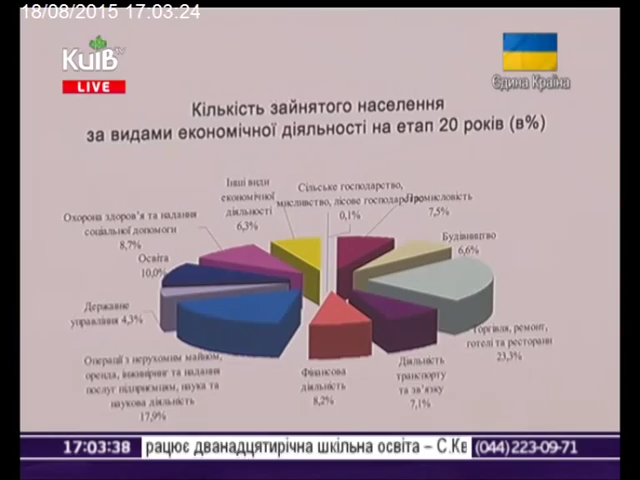 18/08/2015 17.03.24
КиїВ TV
LIVE
Єдина Країна
Кількість зайнятого населення
за видами економічної діяльності на етап 20 років (в%)
Інші види
економічної
діяльності
6,3%
Сільське господарство,
мисливство, лісове господарство
0,1%
Промисловість
7,5%
Будівництво
6,6%
Торгівля, ремонт,
готелі та ресторани
23,3%
Діяльність
транспорту
та зв'язку
7,1%
Фінансова
діяльність
8,2%
Операції з нерухомим майном,
оренда, інжиніринг та надання
послуг підприємцям, наука та
наукова діяльність
17,9%
Державне
управління 4,3%
Освіта
10,0%
Охорона здоров'я та надання
соціальної допомоги
8,7%
17:03:38 рацює дванадцятирічна шкільна освіта – С.Кв (044) 223-09-71